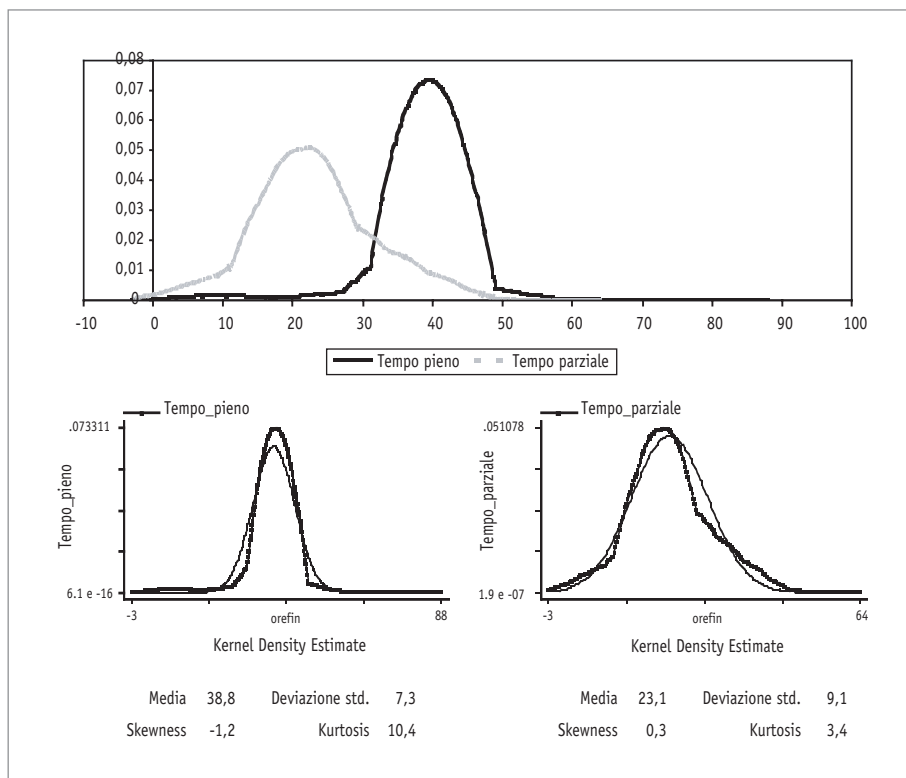 0,08
0,07
0,06
0,05
0,04
0,03
0,02
0,01
0
-10 0 10 20 30 40 50 60 70 80 90 100
Tempo pieno Tempo parziale
Tempo_pieno
.073311
Tempo_pieno
6.1 e -16
-3 orefin 88
Kernel Density Estimate
Tempo_parziale
.051078
Tempo_parziale
1.9 e -07
-3 orefin 64
Kernel Density Estimate
Media 38,8 Deviazione std. 7,3
Skewness -1,2 Kurtosis 10,4
Media 23,1 Deviazione std. 9,1
Skewness 0,3 Kurtosis 3,4